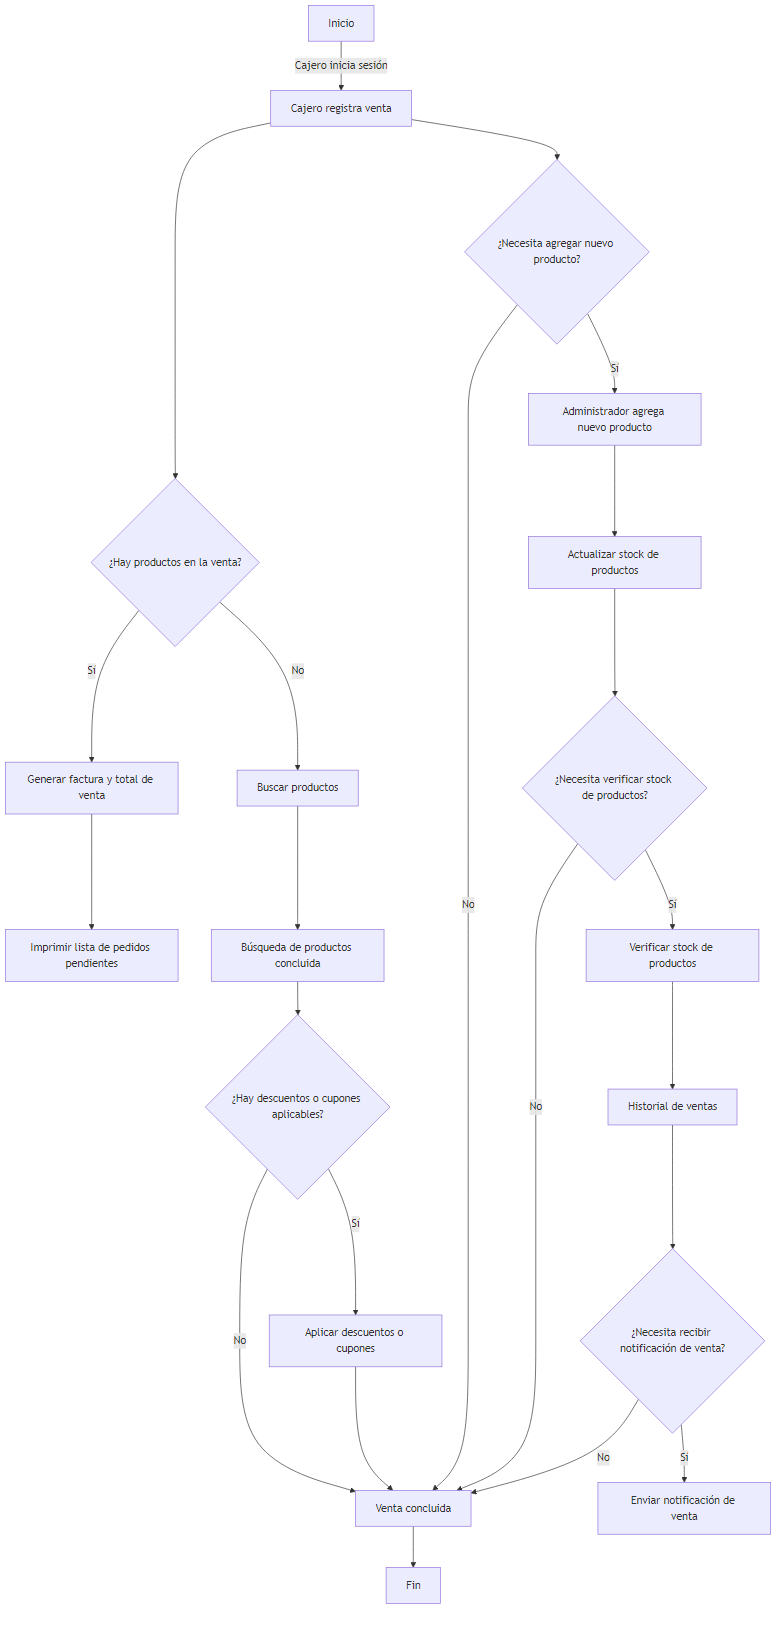 Inicio
Cajero inicia sesión
Cajero registra venta
¿Necesita agregar nuevo
producto?
No
Sí
Administrador agrega
nuevo producto
Actualizar stock de
productos
¿Hay productos en la venta?
Sí
No
Generar factura y total de
venta
Buscar productos
¿Necesita verificar stock
de productos?
No
Sí
Imprimir lista de pedidos
pendientes
Búsqueda de productos
concluida
Verificar stock de
productos
¿Hay descuentos o cupones
aplicables?
No
Sí
Historial de ventas
Aplicar descuentos o
cupones
¿Necesita recibir
notificación de venta?
No
Sí
Venta concluida
Enviar notificación de
venta
Fin